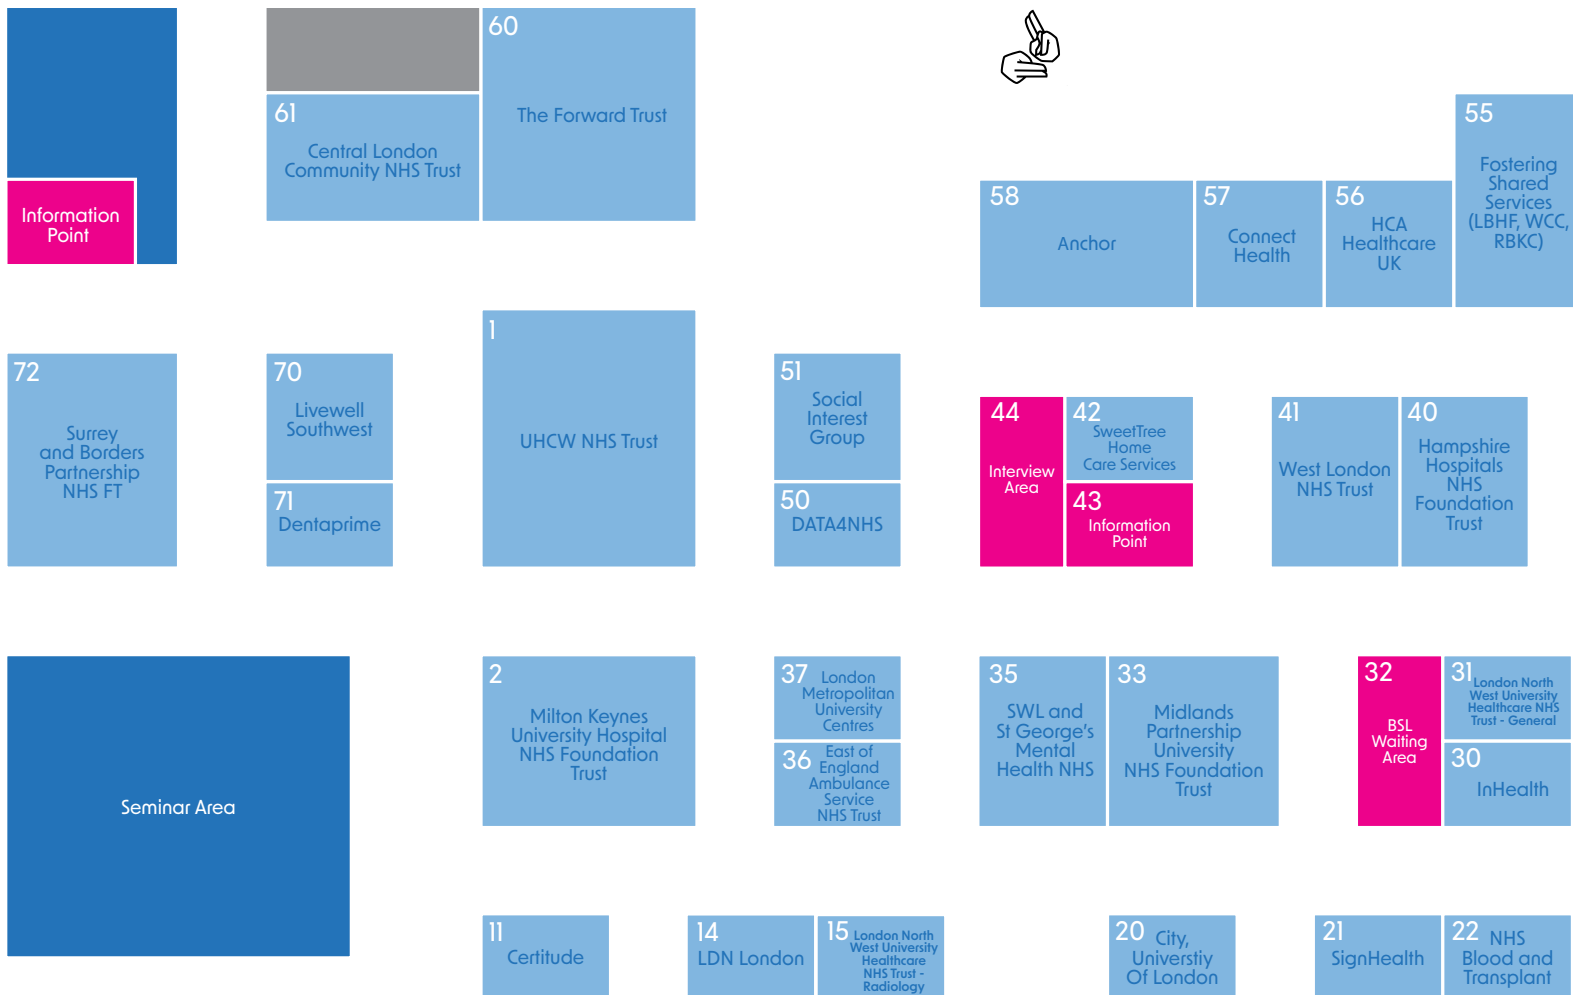 60
The Forward Trust
61
Central London
Community NHS Trust
Information
Point
55
Fostering
Shared
Services
(LBHF, WCC,
RBKC)
58
Anchor
57
Connect
Health
56
HCA
Healthcare
UK
72
Surrey
and Borders
Partnership
NHS FT
70
Livewell
Southwest
71
Dentaprime
1
UHCW NHS Trust
51
Social
Interest
Group
50
DATA4NHS
44
Interview
Area
42
SweetTree
Home
Care Services
43
Information
Point
41
West London
NHS Trust
40
Hampshire
Hospitals
NHS
Foundation
Trust
Seminar Area
2
Milton Keynes
University Hospital
NHS Foundation
Trust
37
London
Metropolitan
University
Centres
36
East of
England
Ambulance
Service
NHS Trust
35
SWL and
St George's
Mental
Health NHS
33
Midlands
Partnership
University
NHS Foundation
Trust
32
BSL
Waiting
Area
31
London North
West University
Healthcare NHS
Trust - General
30
InHealth
11
Certitude
14
LDN London
15
London North
West University
Healthcare
NHS Trust -
Radiology
20
City,
Universtiy
Of London
21
SignHealth
22
NHS
Blood and
Transplant